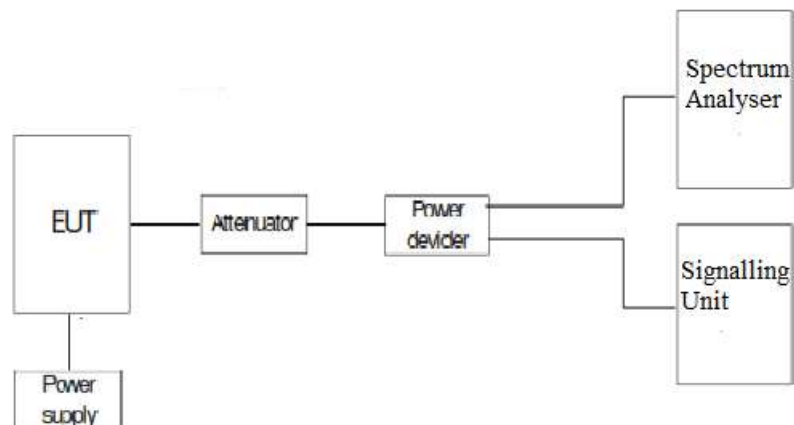 Spectrum
Analyser
EUT
Attenuator
Power
devider
Signalling
Unit
Power
supply